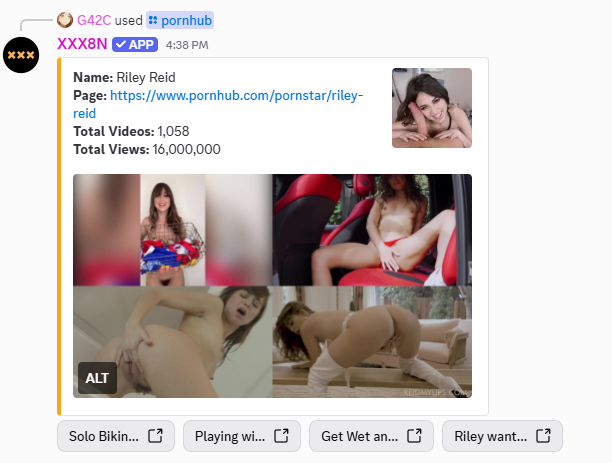 G42C used pornhub
XXX8N APP 4:38 PM
XXX
Name: Riley Reid
Page: https://www.pornhub.com/pornstar/riley-
reid
Total Videos: 1,058
Total Views: 16,000,000
ALT
Solo Bikin... Playing wi... Get Wet an... Riley want...